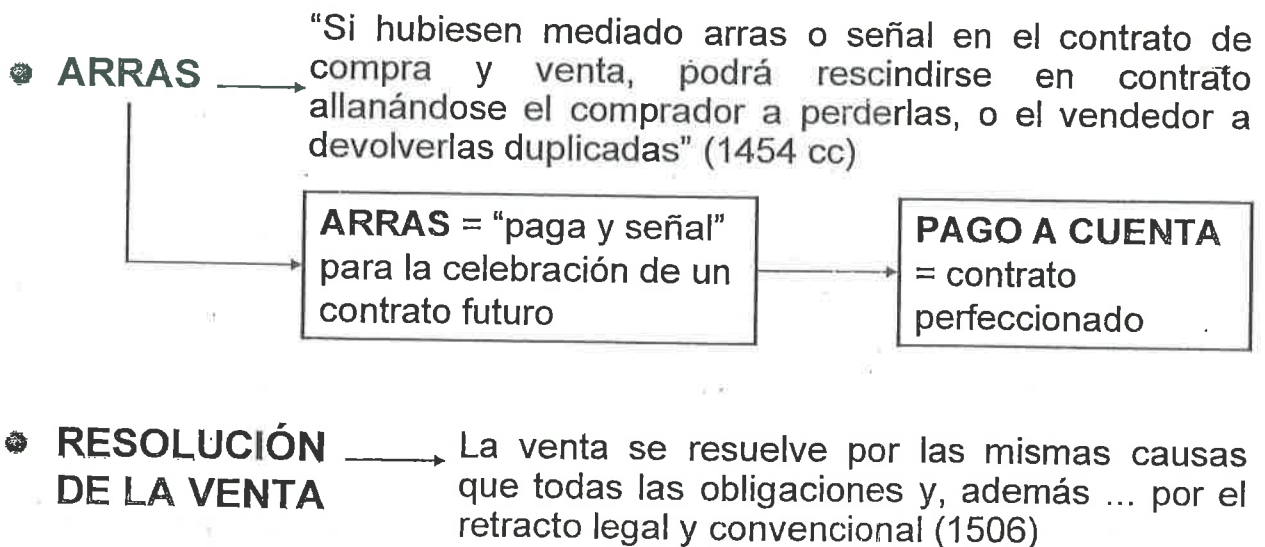 ARRAS
“Si hubiesen mediado arras o señal en el contrato de
compra y venta, podrá rescindirse en contrato
allanándose el comprador a perderlas, o el vendedor a
devolverlas duplicadas” (1454 cc)
ARRAS = “paga y señal”
para la celebración de un
contrato futuro
PAGO A CUENTA
= contrato
perfeccionado
RESOLUCIÓN
DE LA VENTA
La venta se resuelve por las mismas causas
que todas las obligaciones y, además ... por el
retracto legal y convencional (1506)